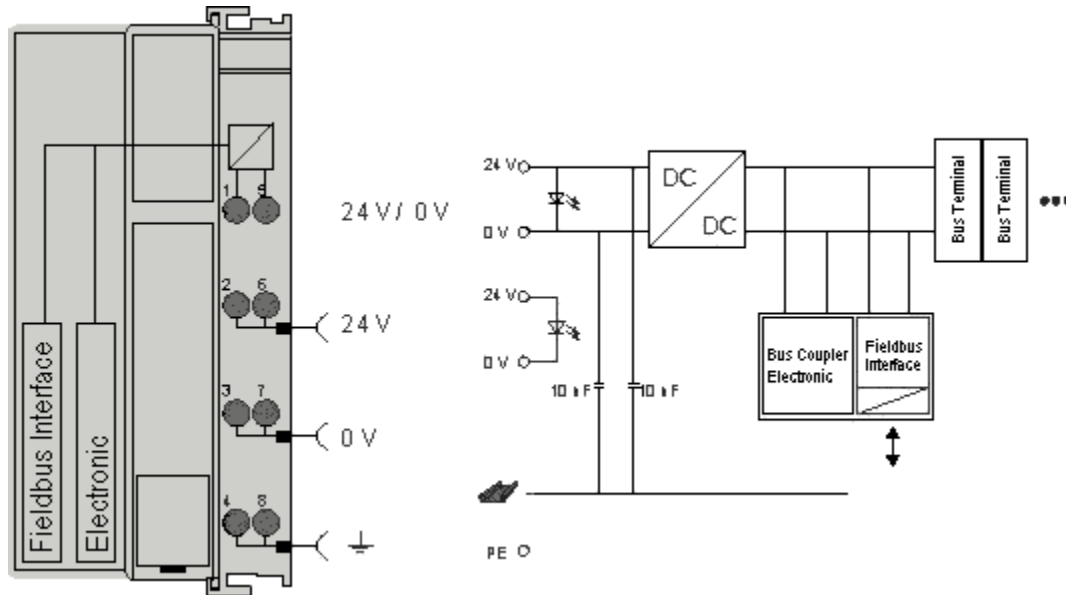 1 5
24 V / 0 V
2 6
24 V
3 7
0 V
4 8
Fieldbus Interface
Electronic
24 V
0 V
24 V
0 V
DC
DC
Bus Terminal
Bus Terminal
Bus Coupler
Electronic
Fieldbus
Interface
10 nF
10 nF
PE